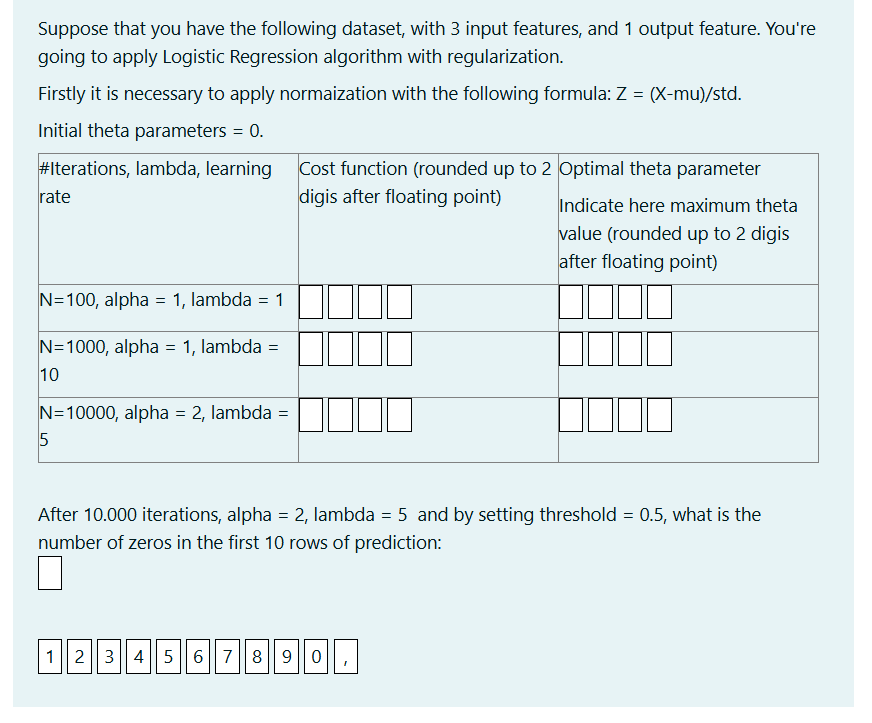 Suppose that you have the following dataset, with 3 input features, and 1 output feature. You're
going to apply Logistic Regression algorithm with regularization.
Firstly it is necessary to apply normaization with the following formula: Z = (X-mu)/std.
Initial theta parameters = 0.
#Iterations, lambda, learning
rate
Cost function (rounded up to 2
digis after floating point)
Optimal theta parameter
Indicate here maximum theta
value (rounded up to 2 digis
after floating point)
N=100, alpha = 1, lambda = 1
N=1000, alpha = 1, lambda =
10
N=10000, alpha = 2, lambda =
5
After 10.000 iterations, alpha = 2, lambda = 5 and by setting threshold = 0.5, what is the
number of zeros in the first 10 rows of prediction:
1 2 3 4 5 6 7 8 9 0 ,